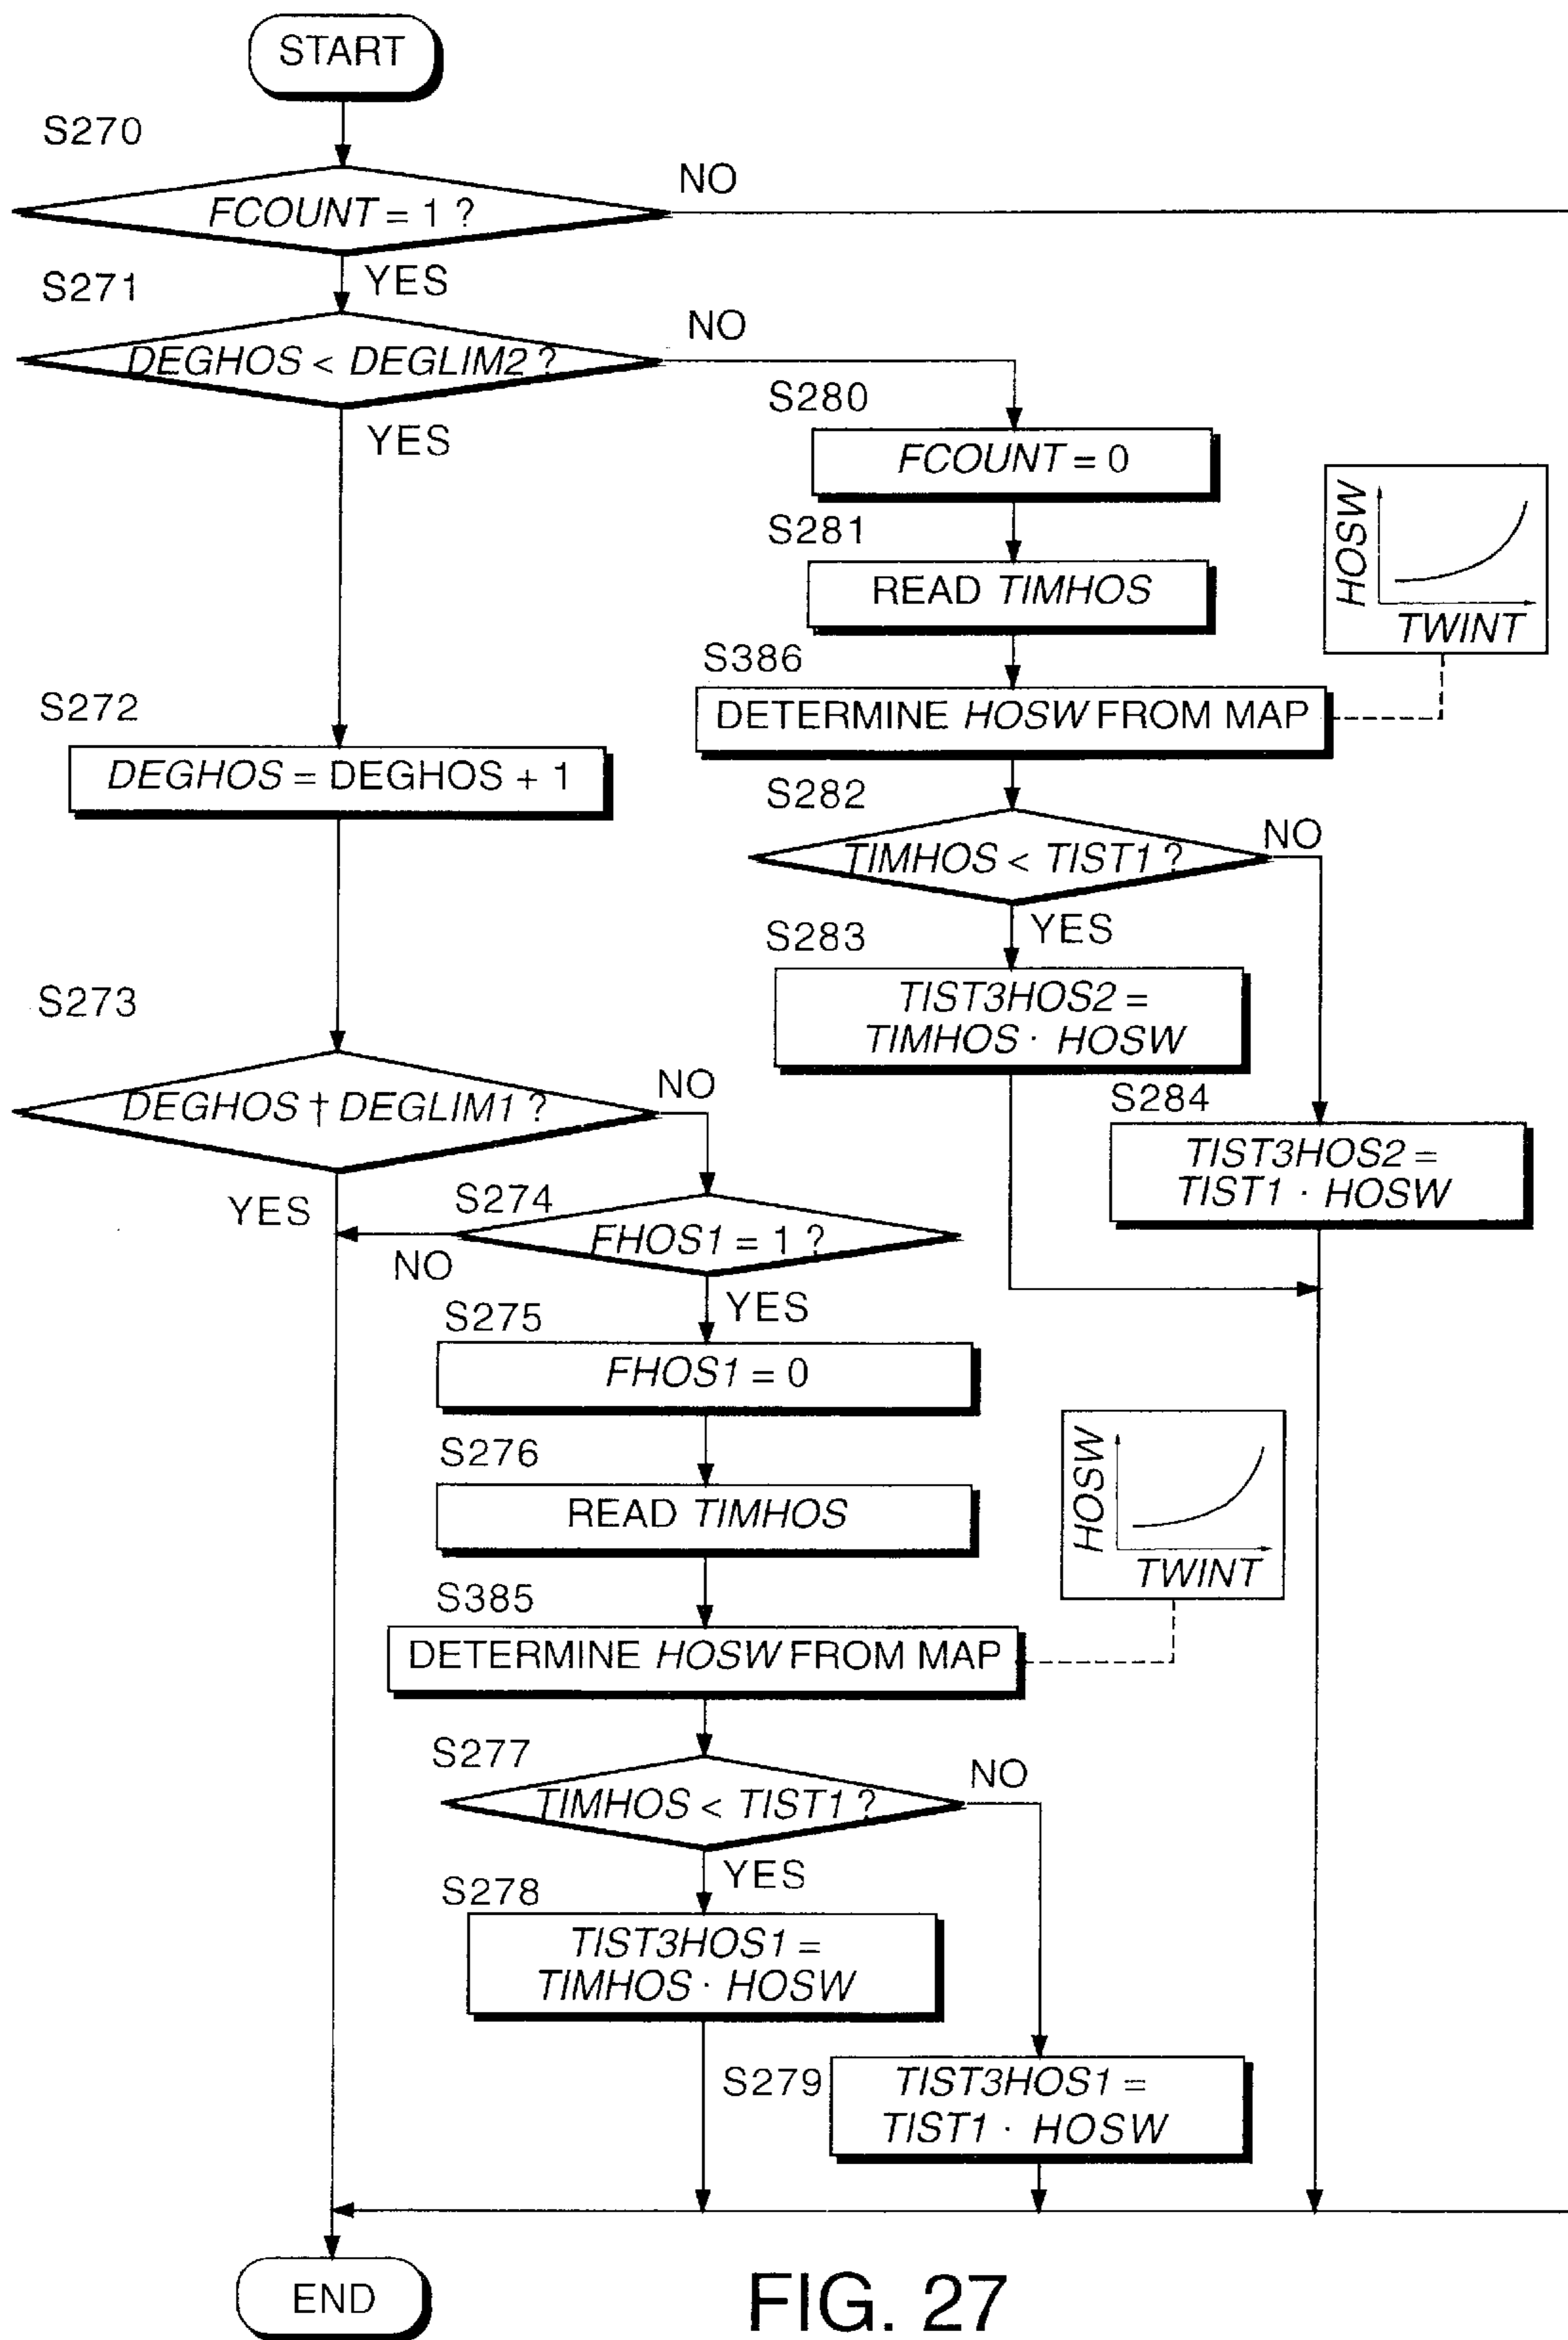 START
S270
FCOUNT = 1 ?
NO
YES
S271
DEGHOS < DEGLIM2 ?
NO
YES
S280
FCOUNT = 0
S281
READ TIMHOS
HOSW
TWINT
S386
DETERMINE HOSW FROM MAP
S272
DEGHOS = DEGHOS + 1
S282
TIMHOS < TIST1 ?
NO
YES
S283
TIST3HOS2 =
TIMHOS · HOSW
S273
DEGHOS † DEGLIM1 ?
NO
YES
S284
TIST3HOS2 =
TIST1 · HOSW
S274
FHOS1 = 1 ?
NO
YES
S275
FHOS1 = 0
S276
READ TIMHOS
HOSW
TWINT
S385
DETERMINE HOSW FROM MAP
S277
TIMHOS < TIST1 ?
NO
YES
S278
TIST3HOS1 =
TIMHOS · HOSW
S279
TIST3HOS1 =
TIST1 · HOSW
END
FIG. 27